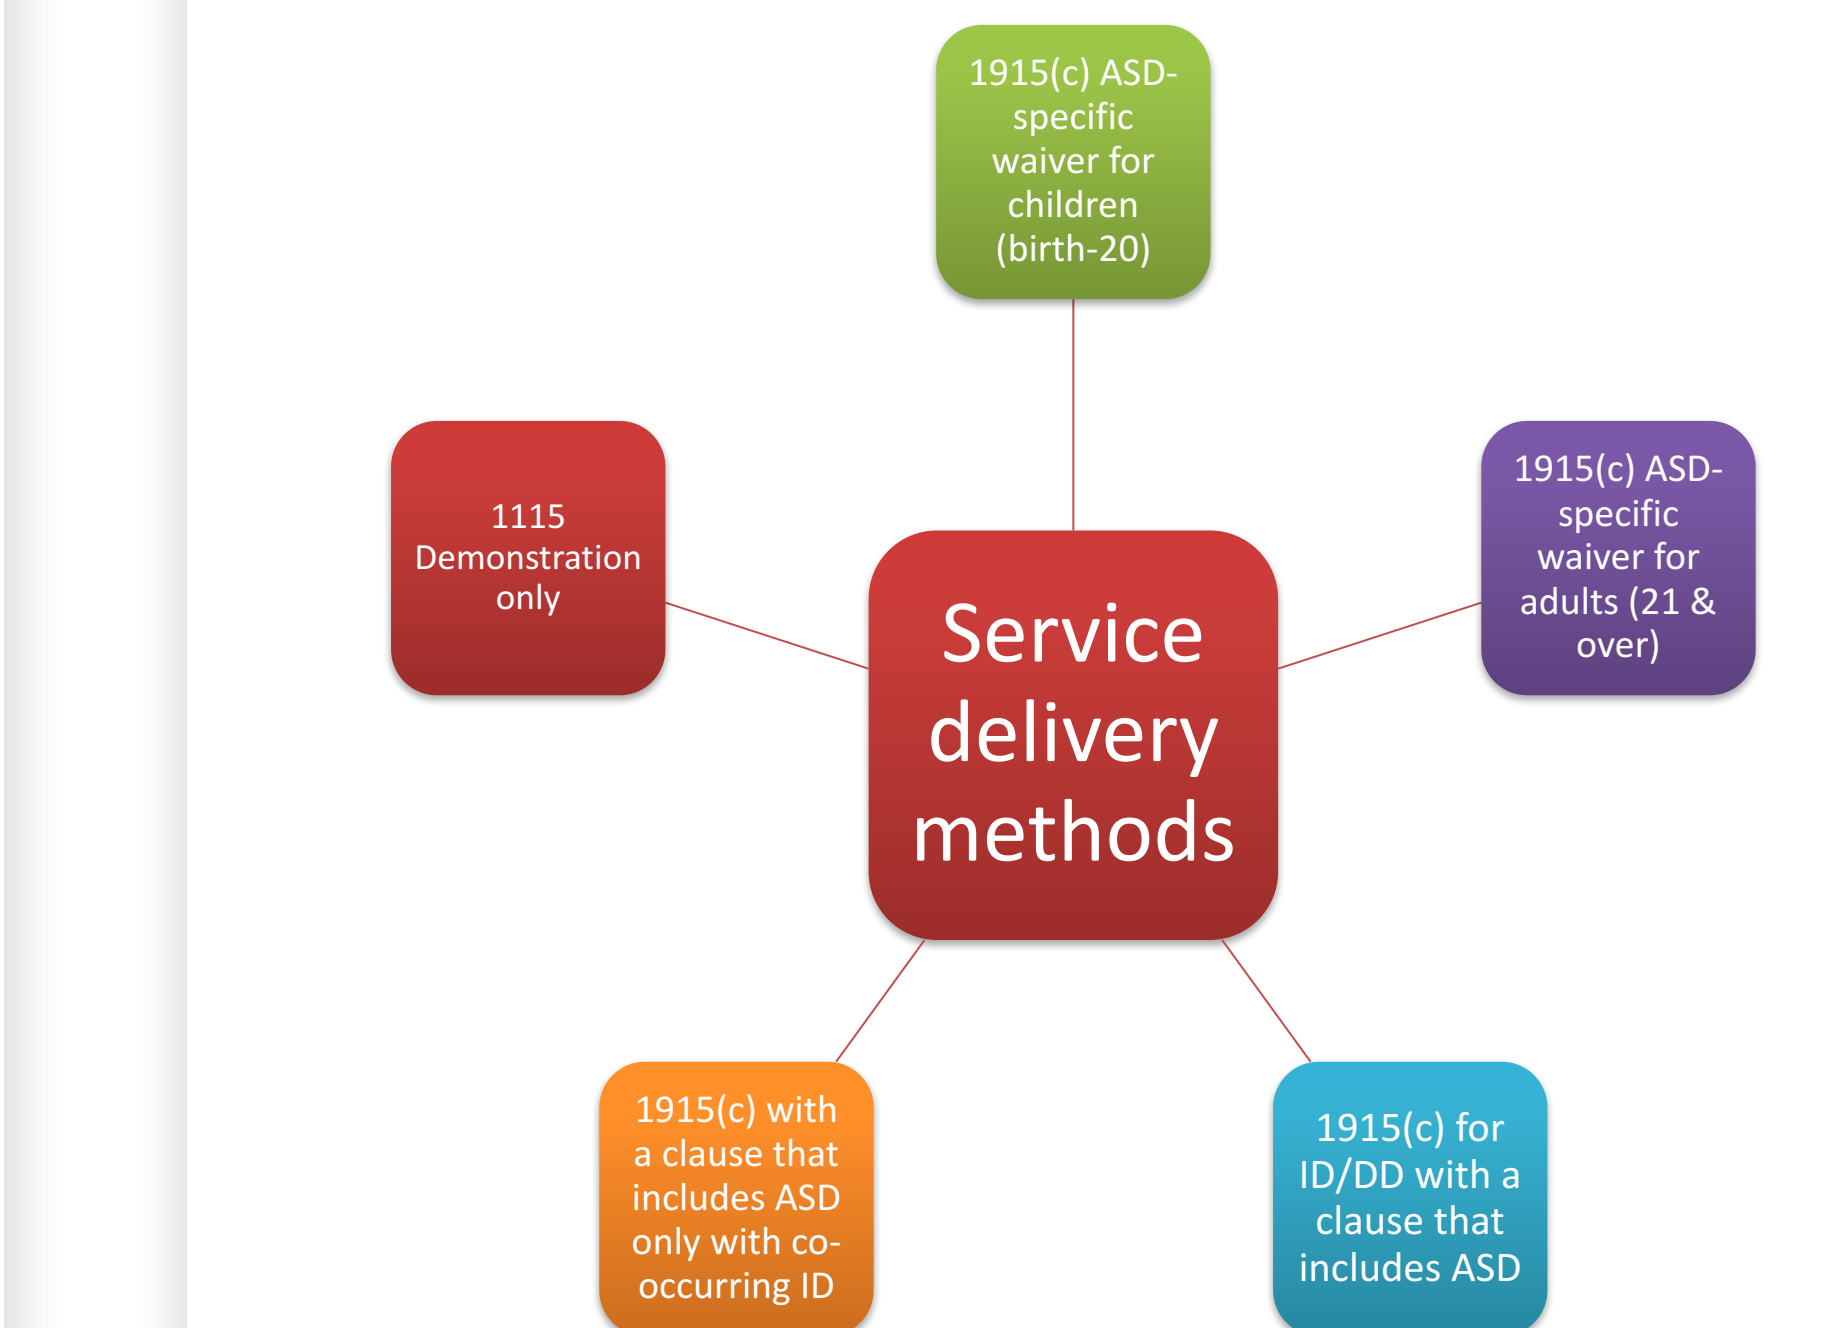 1915(c) ASD-
specific
waiver for
children
(birth-20)
1115
Demonstration
only
1915(c) ASD-
specific
waiver for
adults (21 &
over)
Service
delivery
methods
1915(c) with
a clause that
includes ASD
only with co-
occurring ID
1915(c) for
ID/DD with a
clause that
includes ASD